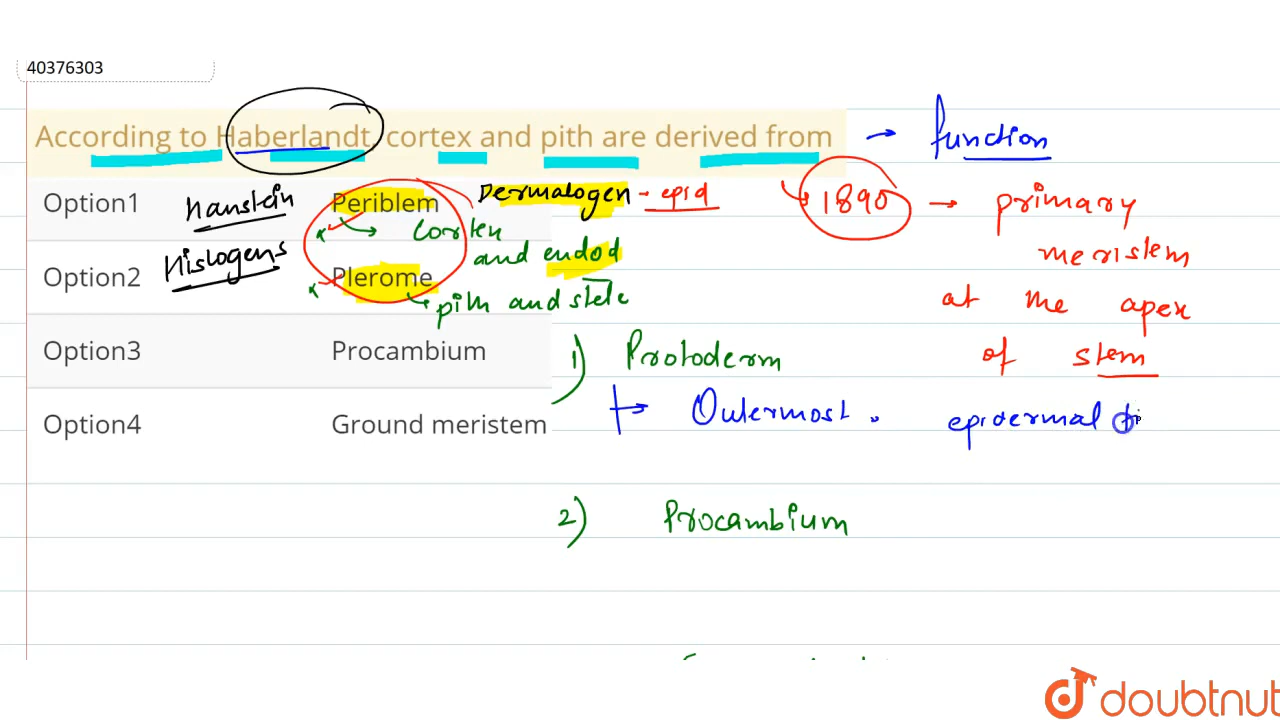 40376303
According to Haberlandt, cortex and pith are derived from → function
Option1 Hanstein Periblem Dermalogen - epid 1890 → primary
→ Corten meristem
Histogens and endod
Option2 Plerome at the apex
pith and stele
Option3 Procambium 1) Protoderm of stem
→ Outermost. epidermal
Option4 Ground meristem
2) Procambium
doubtnut